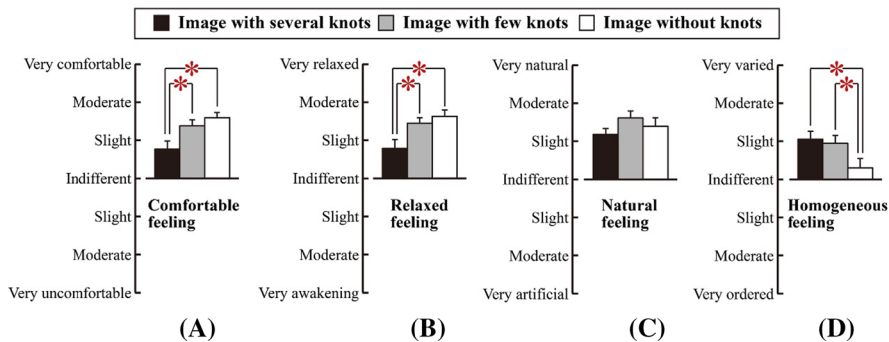 Image with several knots Image with few knots Image without knots
Very comfortable
Moderate
Slight
Indifferent
Slight
Moderate
Very uncomfortable
*
*
Comfortable
feeling
(A)
Very relaxed
Moderate
Slight
Indifferent
Slight
Moderate
Very awakening
*
*
Relaxed
feeling
(B)
Very natural
Moderate
Slight
Indifferent
Slight
Moderate
Very artificial
Natural
feeling
(C)
Very varied
Moderate
Slight
Indifferent
Slight
Moderate
Very ordered
*
*
Homogeneous
feeling
(D)